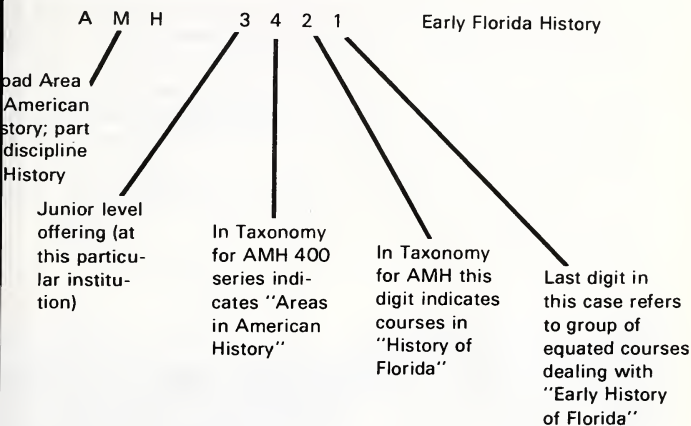 A M H 3 4 2 1 Early Florida History
Area
American
part
discipline
History
Junior level
offering (at
this particu-
lar institu-
tion)
In Taxonomy
for AMH 400
series indi-
cates "Areas
in American
History"
In Taxonomy
for AMH this
digit indicates
courses in
"History of
Florida"
Last digit in
this case refers
to group of
equated courses
dealing with
"Early History
of Florida"